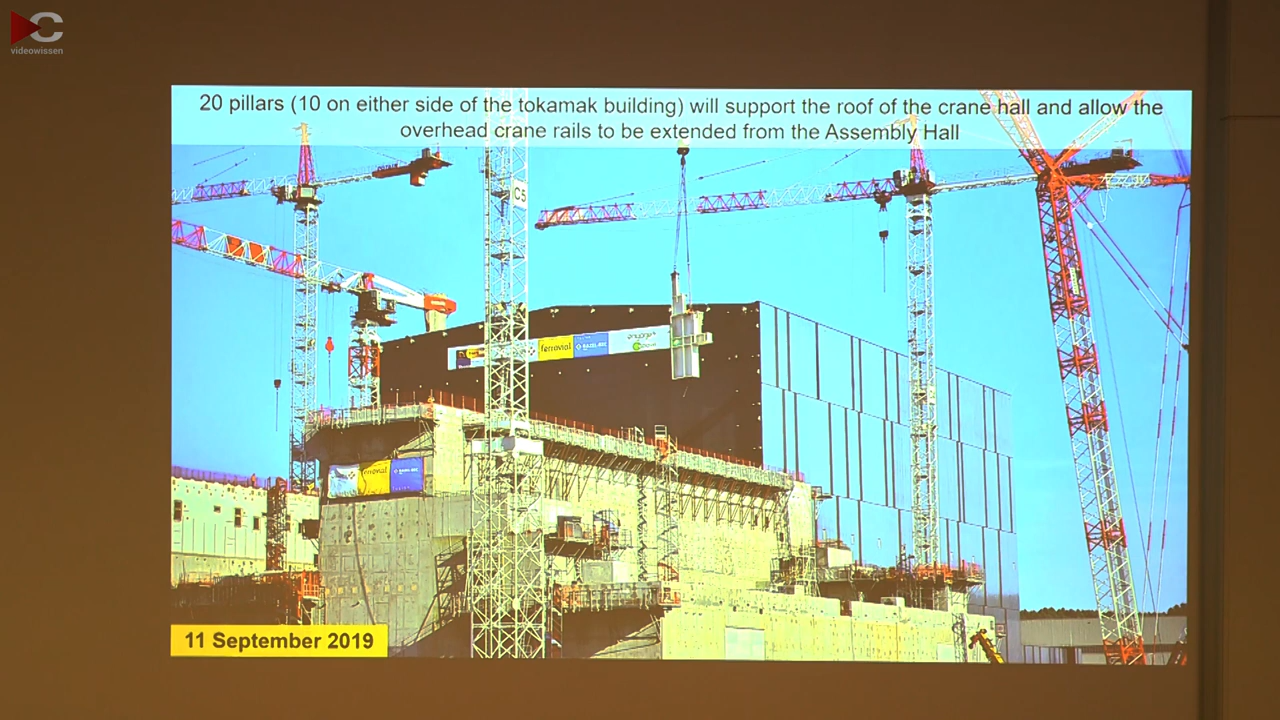 videowissen
20 pillars (10 on either side of the tokamak building) will support the roof of the crane hall and allow the
overhead crane rails to be extended from the Assembly Hall
C5
ferrovial
ferrovial
11 September 2019